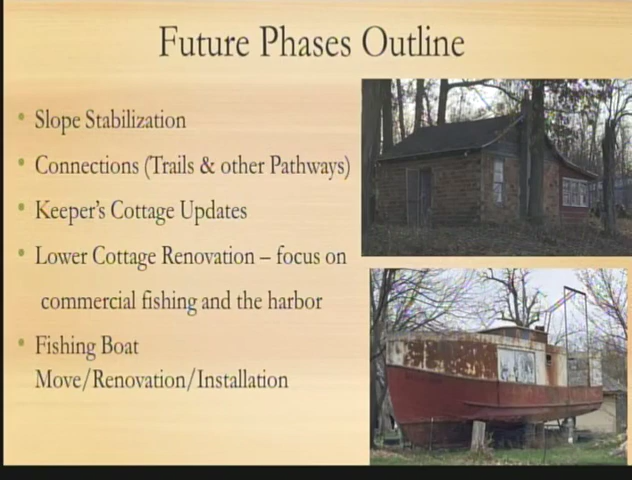 Future Phases Outline
• Slope Stabilization
• Connections (Trails & other Pathways)
• Keeper's Cottage Updates
• Lower Cottage Renovation – focus on
commercial fishing and the harbor
• Fishing Boat
Move/Renovation/Installation